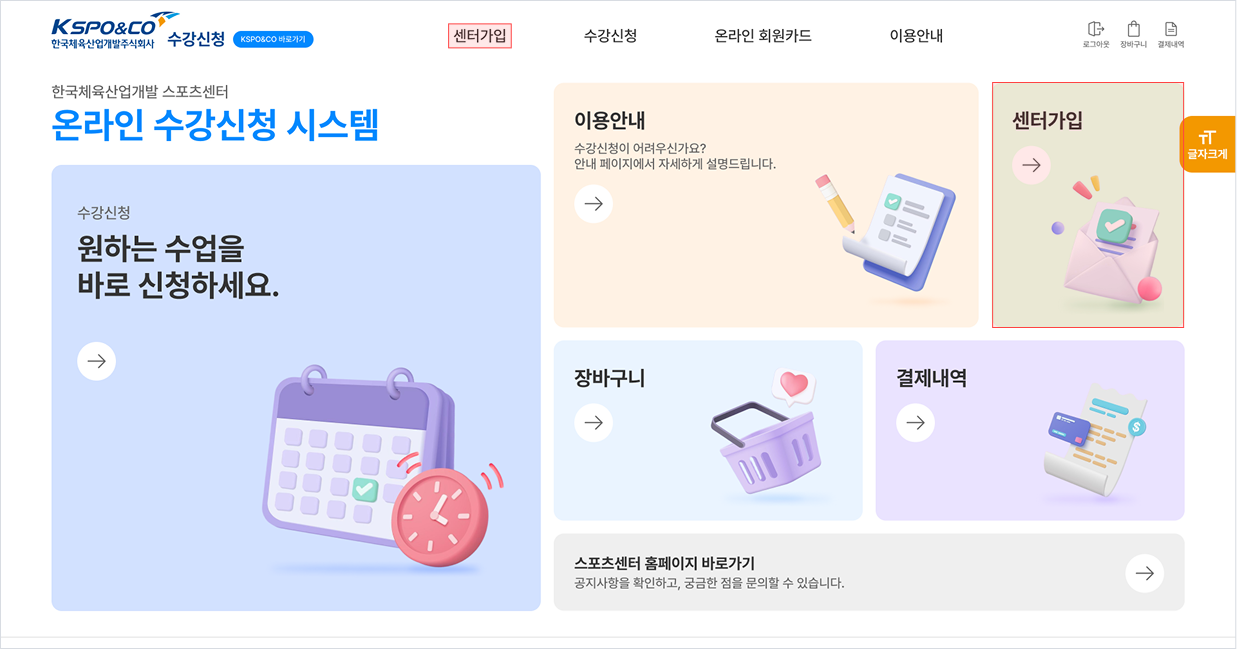 KSPO&CO
한국체육산업개발주식회사
수강신청
KSPO&CO 바로가기
센터가입
수강신청
온라인 회원카드
이용안내
로그아웃
장바구니
결제내역
한국체육산업개발 스포츠센터
온라인 수강신청 시스템
수강신청
원하는 수업을
바로 신청하세요.
이용안내
수강신청이 어려우신가요?
안내 페이지에서 자세하게 설명드립니다.
센터가입
글자크게
장바구니
결제내역
스포츠센터 홈페이지 바로가기
공지사항을 확인하고, 궁금한 점을 문의할 수 있습니다.